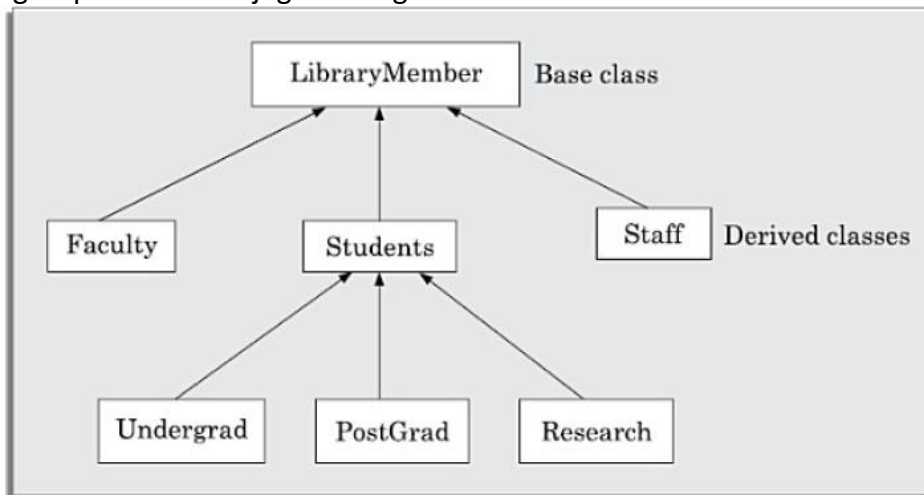 LibraryMember Base class
Faculty Students Staff Derived classes
Undergrad PostGrad Research